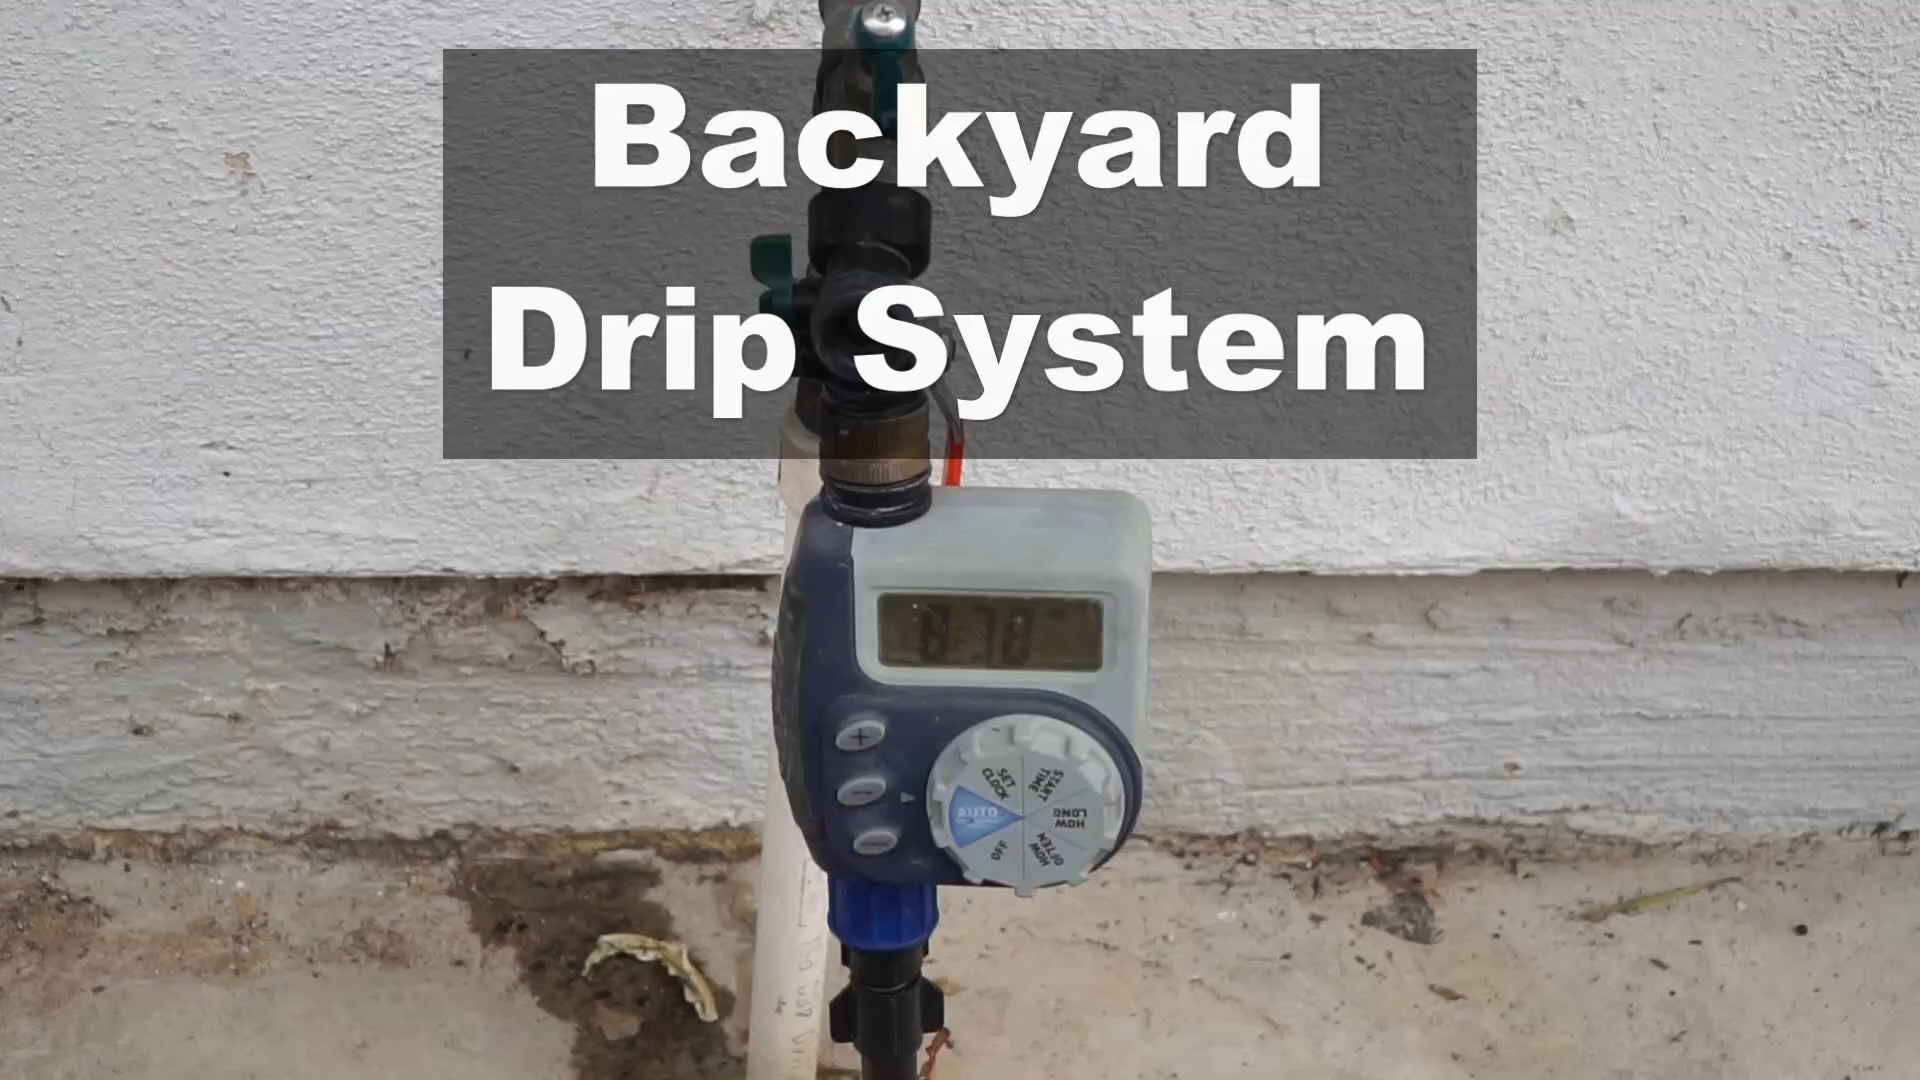 Backyard
Drip System
+
SET CLOCK
START TIME
AUTO
HOW LONG
OFF
HOW OFTEN